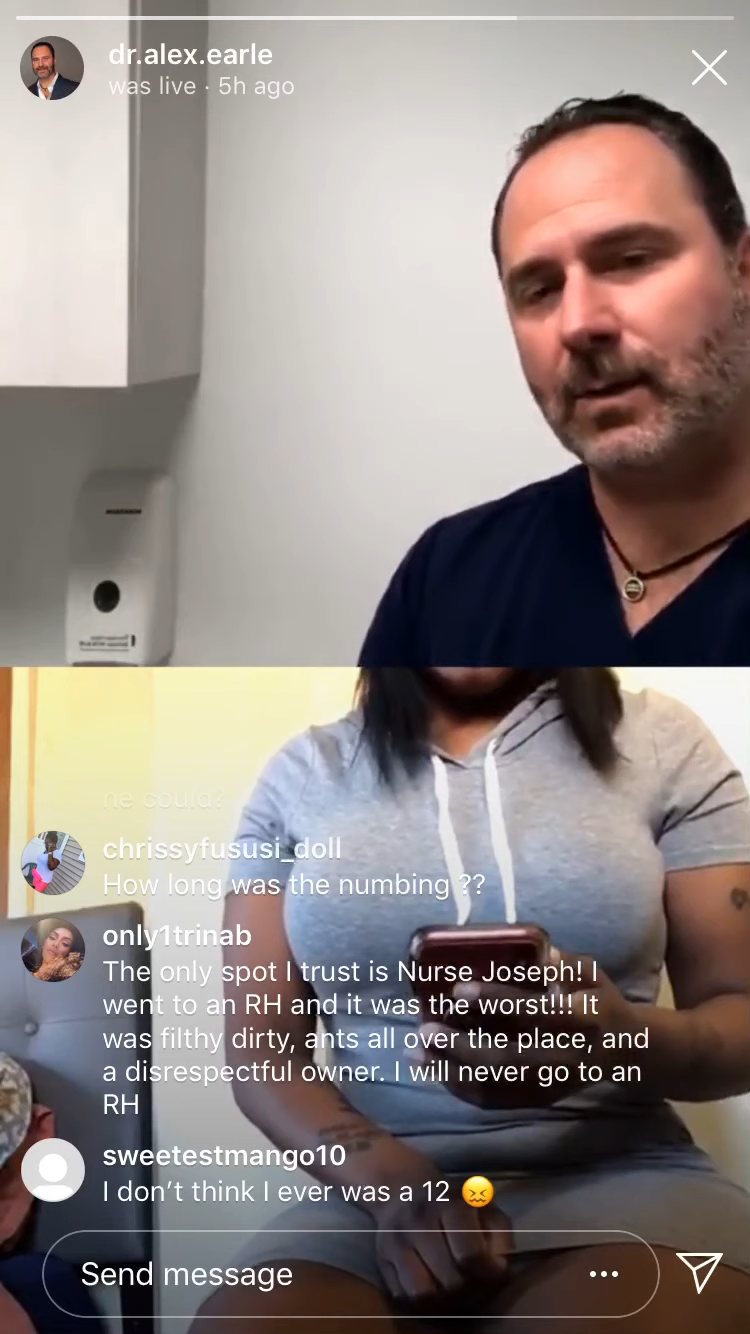 dr.alex.earle
was live · 5h ago
ne could?
chrissyfususi_doll
How long was the numbing ??
only1trinab
The only spot I trust is Nurse Joseph! I
went to an RH and it was the worst!!! It
was filthy dirty, ants all over the place, and
a disrespectful owner. I will never go to an
RH
sweetestmango10
I don’t think I ever was a 12 😖
Send message